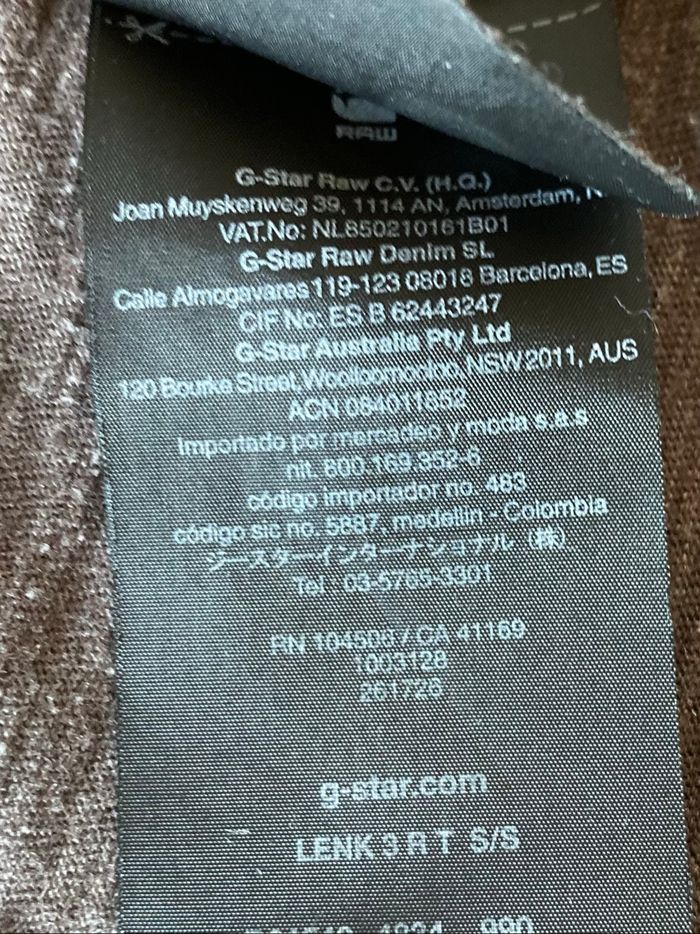 RAW
G-Star Raw C.V. (H.Q.)
Joan Muyskenweg 39, 1114 AN, Amsterdam,
VAT.No: NL850210161B01
G-Star Raw Denim SL
Calle Almogavares 119-123 08018 Barcelona, ES
CIF No: ES B 62443247
G-Star Australia Pty Ltd
120 Bourke Street, Woolloomooloo, NSW 2011, AUS
ACN 084011852
Importado por mercadeo y moda s.a.s
nit. 800.169.352-6
código importador no. 483
código sic no. 5887. medellin - Colombia
ジースターインターナショナル (株)
Tel : 03-5765-3301
RN 104506 / CA 41169
1003128
261726
g-star.com
LENK 3 R T S/S